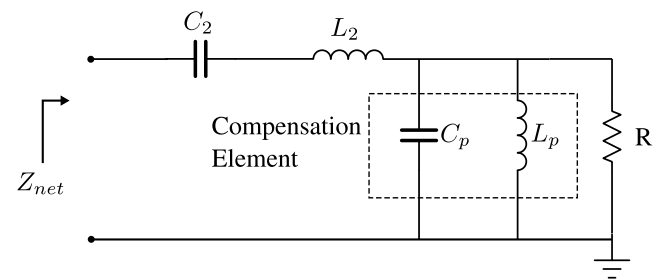 C₂
L₂
Compensation
Element
Cₚ
Lₚ
R
Zₙₑₜ